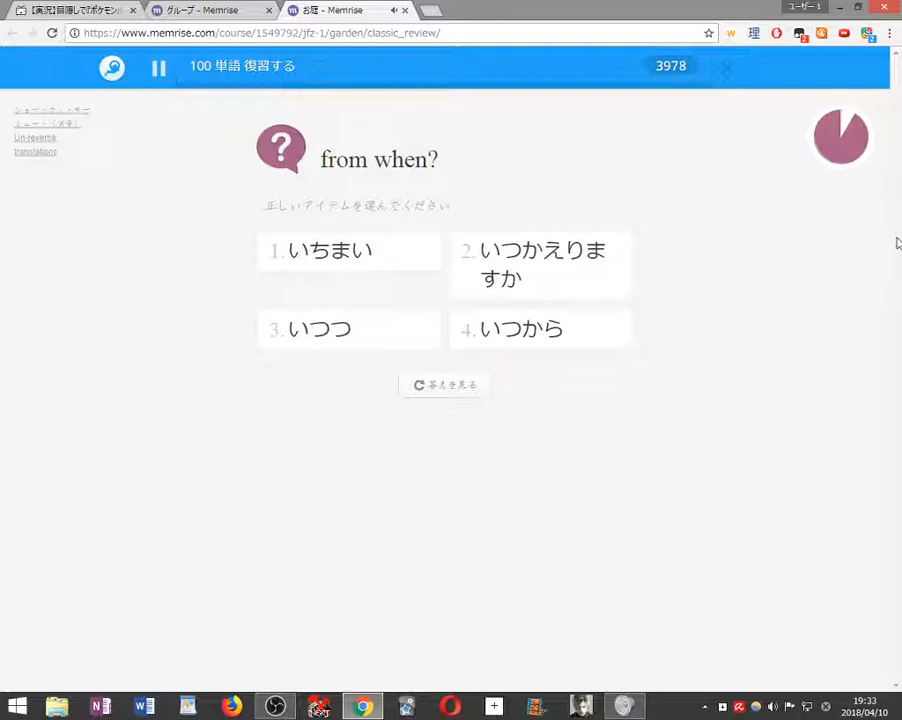 【実況】目隠しで『ポケモン
グループ - Memrise
お庭 - Memrise
ユーザー 1
https://www.memrise.com/course/1549792/jfz-1/garden/classic_review/
100 単語 復習する
3978
Un-reverse
translations
from when?
正しいアイテムを選んでください
1. いちまい
2. いつかえりま
すか
3. いつつ
4. いつから
答えを見る
19:33
2018/04/10